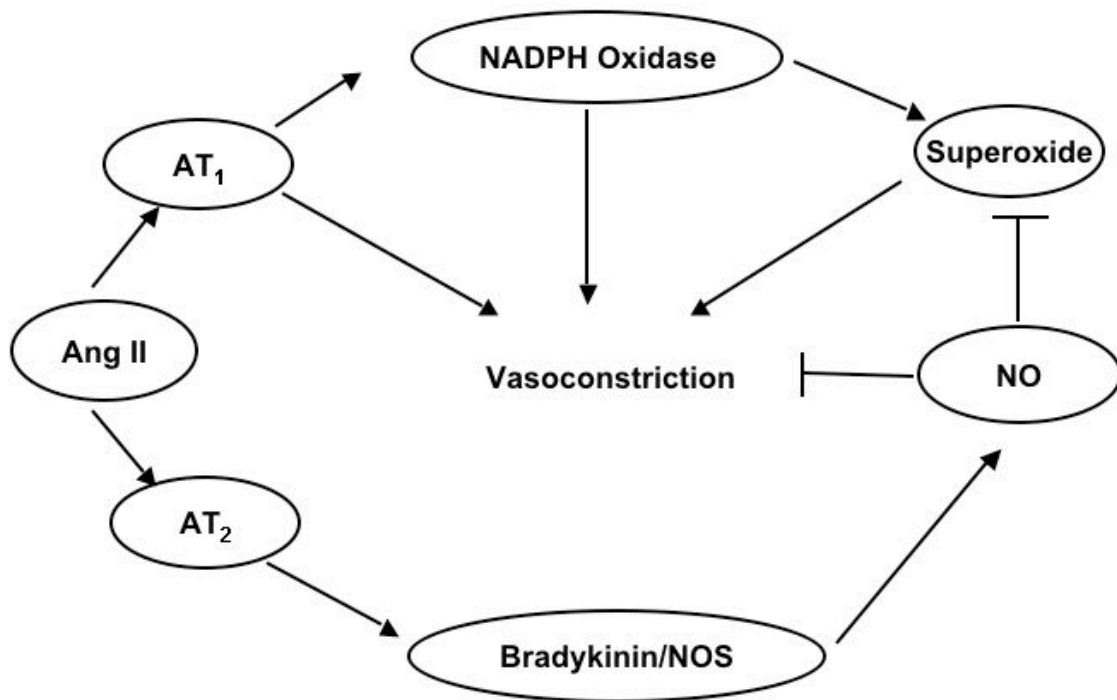 NADPH Oxidase
Superoxide
AT₁
Ang II
Vasoconstriction
NO
AT₂
Bradykinin/NOS